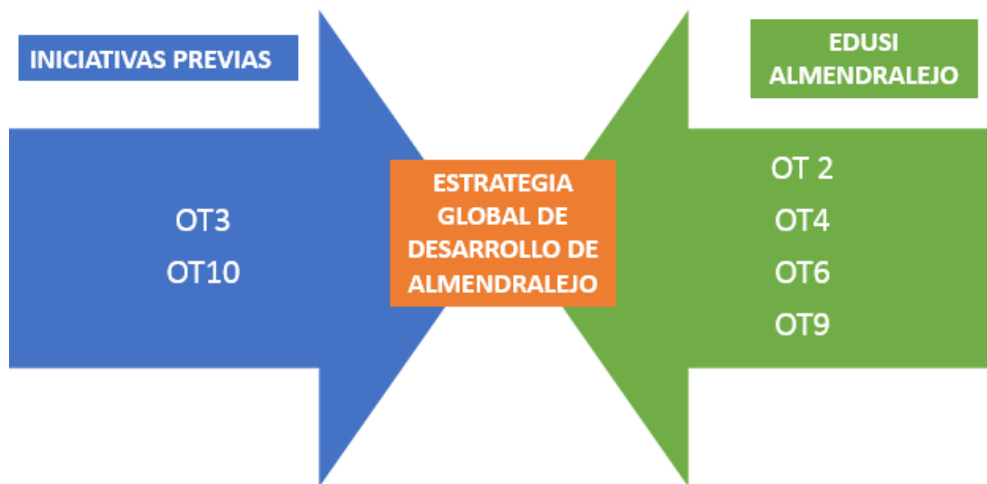 INICIATIVAS PREVIAS
EDUSI
ALMENDRALEJO
OT3
OT10
ESTRATEGIA
GLOBAL DE
DESARROLLO DE
ALMENDRALEJO
OT 2
OT4
OT6
OT9